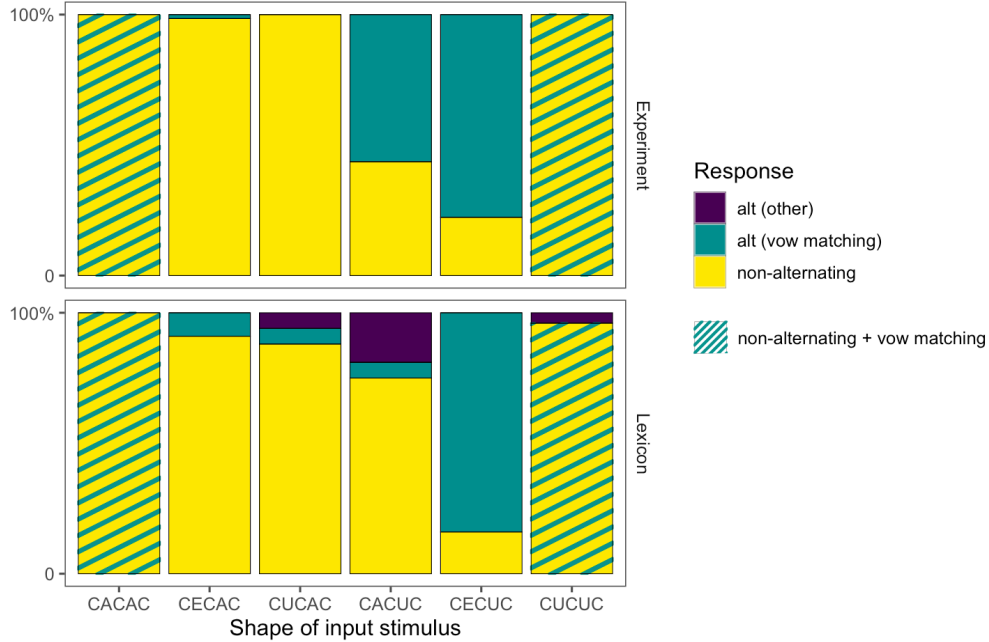 100%
0
Experiment
100%
0
Lexicon
CACAC CECAC CUCAC CACUC CECUC CUCUC
Shape of input stimulus
Response
alt (other)
alt (vow matching)
non-alternating
non-alternating + vow matching